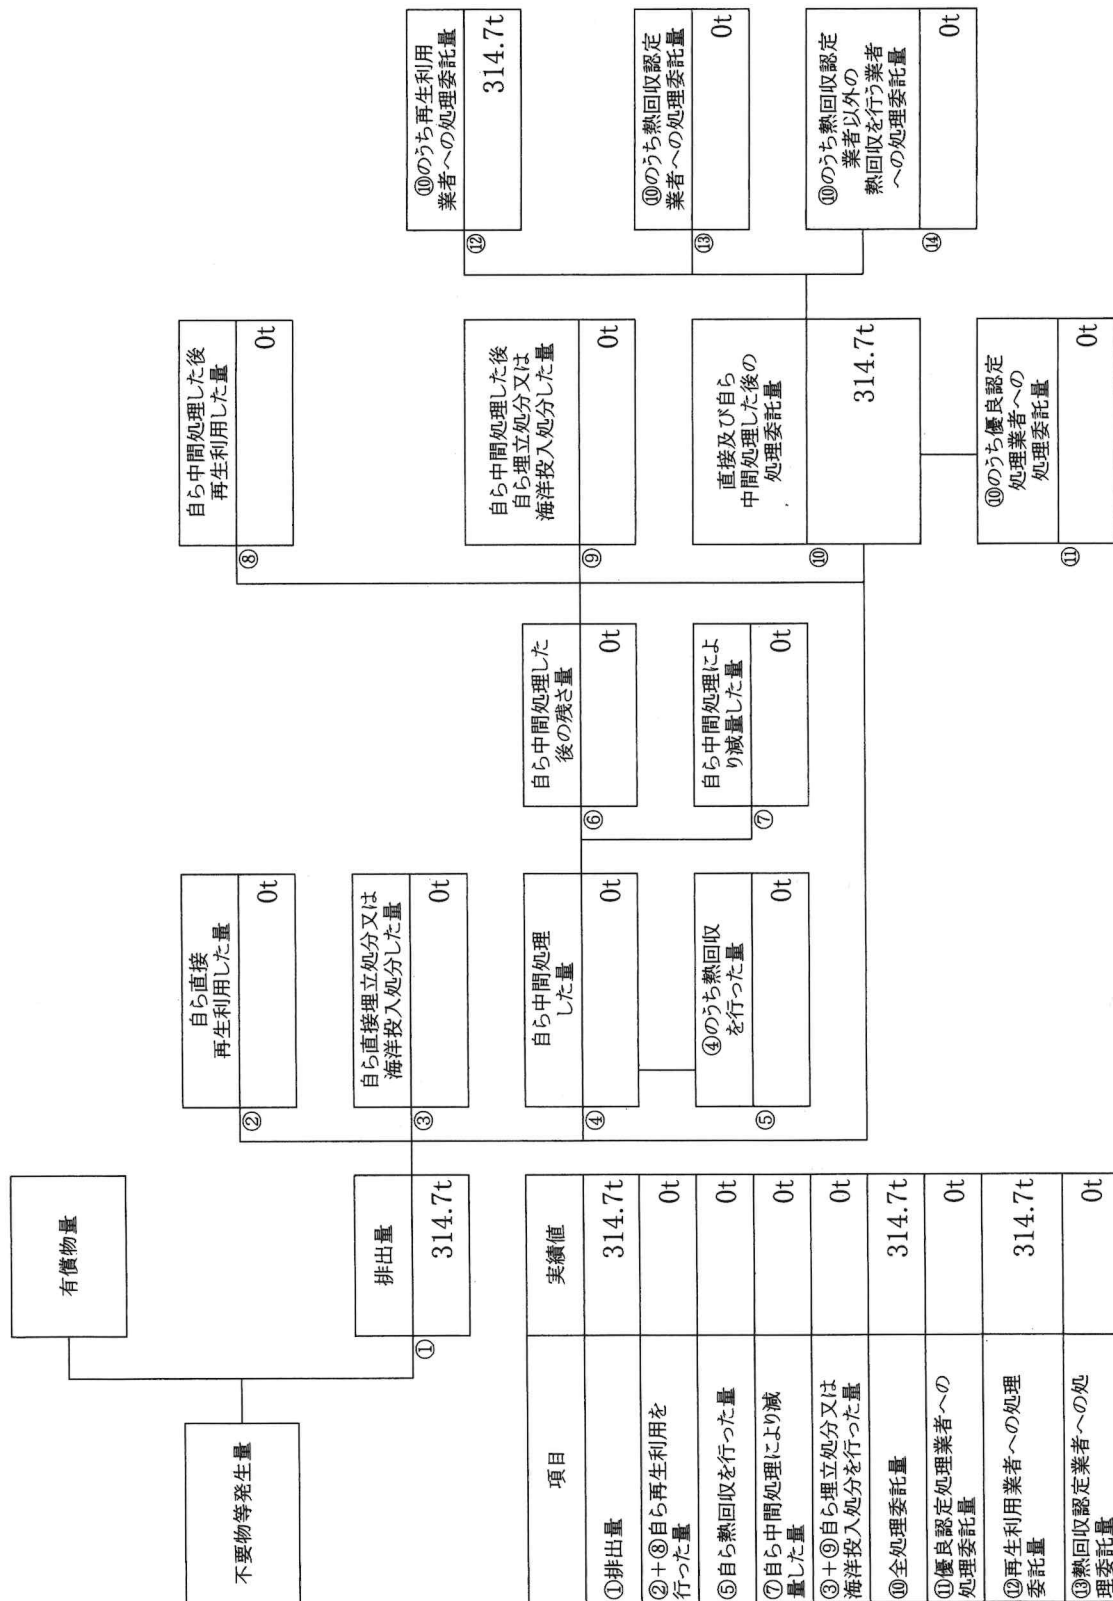 不要物等発生量
有償物量
①
排出量
314.7t
②
自ら直接
再生利用した量
0t
③
自ら直接埋立処分又は
海洋投入処分した量
0t
④
自ら中間処理
した量
0t
⑤
④のうち熱回収
を行った量
0t
⑥
自ら中間処理した
後の残さ量
0t
⑦
自ら中間処理によ
り減量した量
0t
⑧
自ら中間処理した後
再生利用した量
0t
⑨
自ら中間処理した後
自ら埋立処分又は
海洋投入処分した量
0t
⑩
直接及び自ら
中間処理した後の
処理委託量
314.7t
⑪
⑩のうち優良認定
処理業者への
処理委託量
0t
⑫
⑩のうち再生利用
業者への処理委託量
314.7t
⑬
⑩のうち熱回収認定
業者への処理委託量
0t
⑭
⑩のうち熱回収認定
業者以外の
熱回収を行う業者
への処理委託量
0t
項目 実績値
①排出量 314.7t
②+⑧自ら再生利用を
行った量 0t
⑤自ら熱回収を行った量 0t
⑦自ら中間処理により減
量した量 0t
③+⑨自ら埋立処分又は
海洋投入処分を行った量 0t
⑩全処理委託量 314.7t
⑪優良認定処理業者への
処理委託量 0t
⑫再生利用業者への処理
委託量 314.7t
⑬熱回収認定業者への処
理委託量 0t